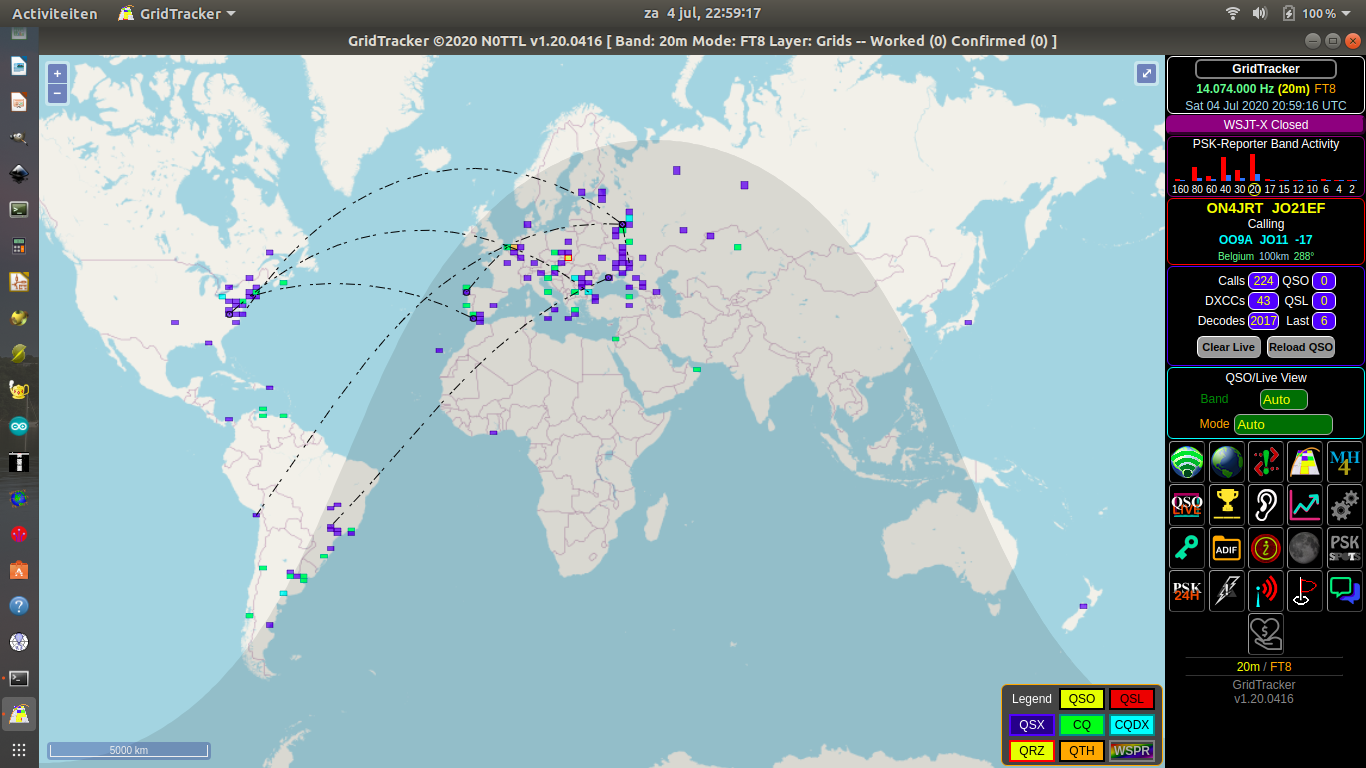 Activiteiten GridTracker za 4 jul, 22:59:17 100 %
GridTracker ©2020 N0TTL v1.20.0416 [ Band: 20m Mode: FT8 Layer: Grids -- Worked (0) Confirmed (0) ]
+
−
GridTracker
14.074.000 Hz (20m) FT8
Sat 04 Jul 2020 20:59:16 UTC
WSJT-X Closed
PSK-Reporter Band Activity
160 80 60 40 30 20 17 15 12 10 6 4 2
ON4JRT JO21EF
Calling
OO9A JO11 -17
Belgium 100km 288°
Calls 224 QSO 0
DXCCs 43 QSL 0
Decodes 2017 Last 6
Clear Live Reload QSO
QSO/Live View
Band Auto
Mode Auto
MH
4
QSO
LIVE
ADIF
PSK
SPOTS
PSK
24H
20m / FT8
GridTracker
v1.20.0416
Legend QSO QSL
QSX CQ CQDX
QRZ QTH WSPR
5000 km